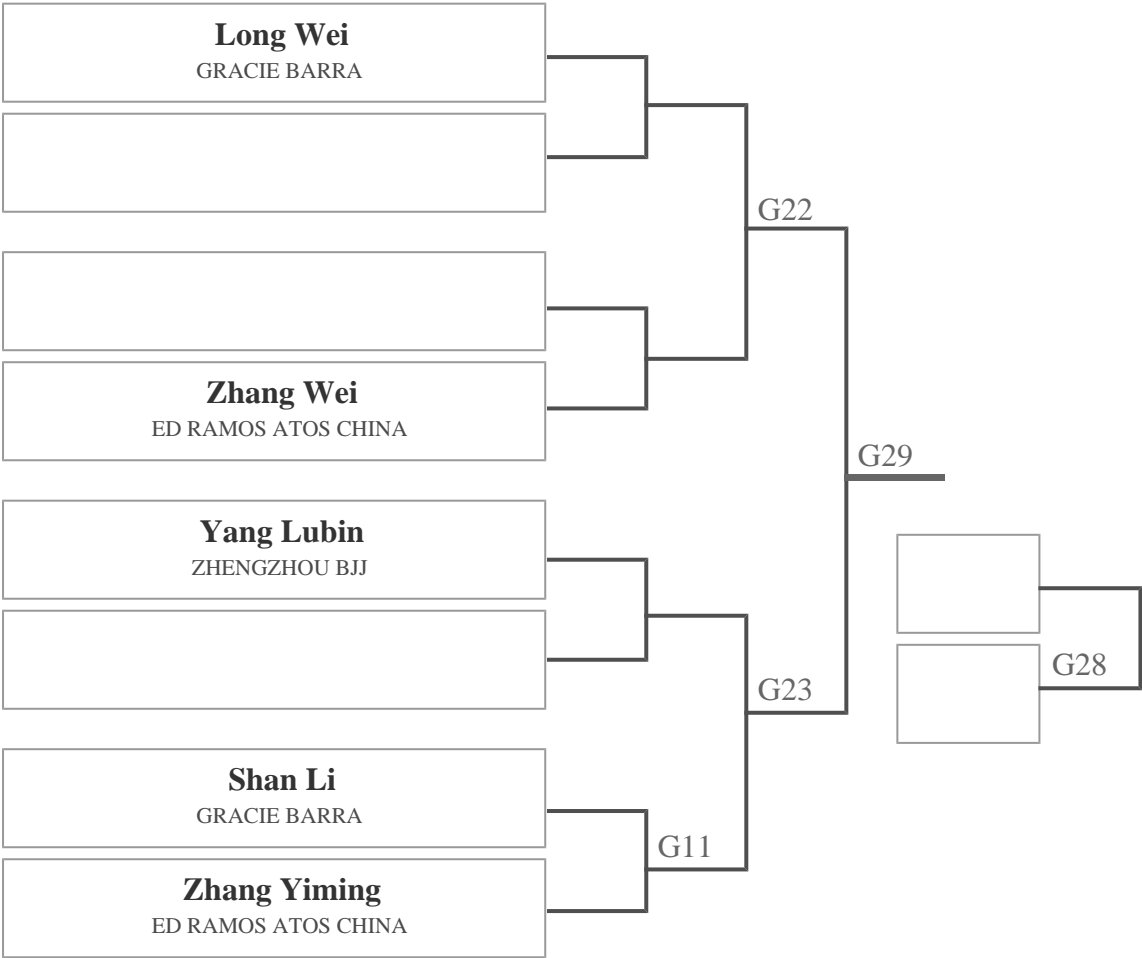 Long Wei
GRACIE BARRA
G22
Zhang Wei
ED RAMOS ATOS CHINA
G29
Yang Lubin
ZHENGZHOU BJJ
G28
G23
Shan Li
GRACIE BARRA
G11
Zhang Yiming
ED RAMOS ATOS CHINA